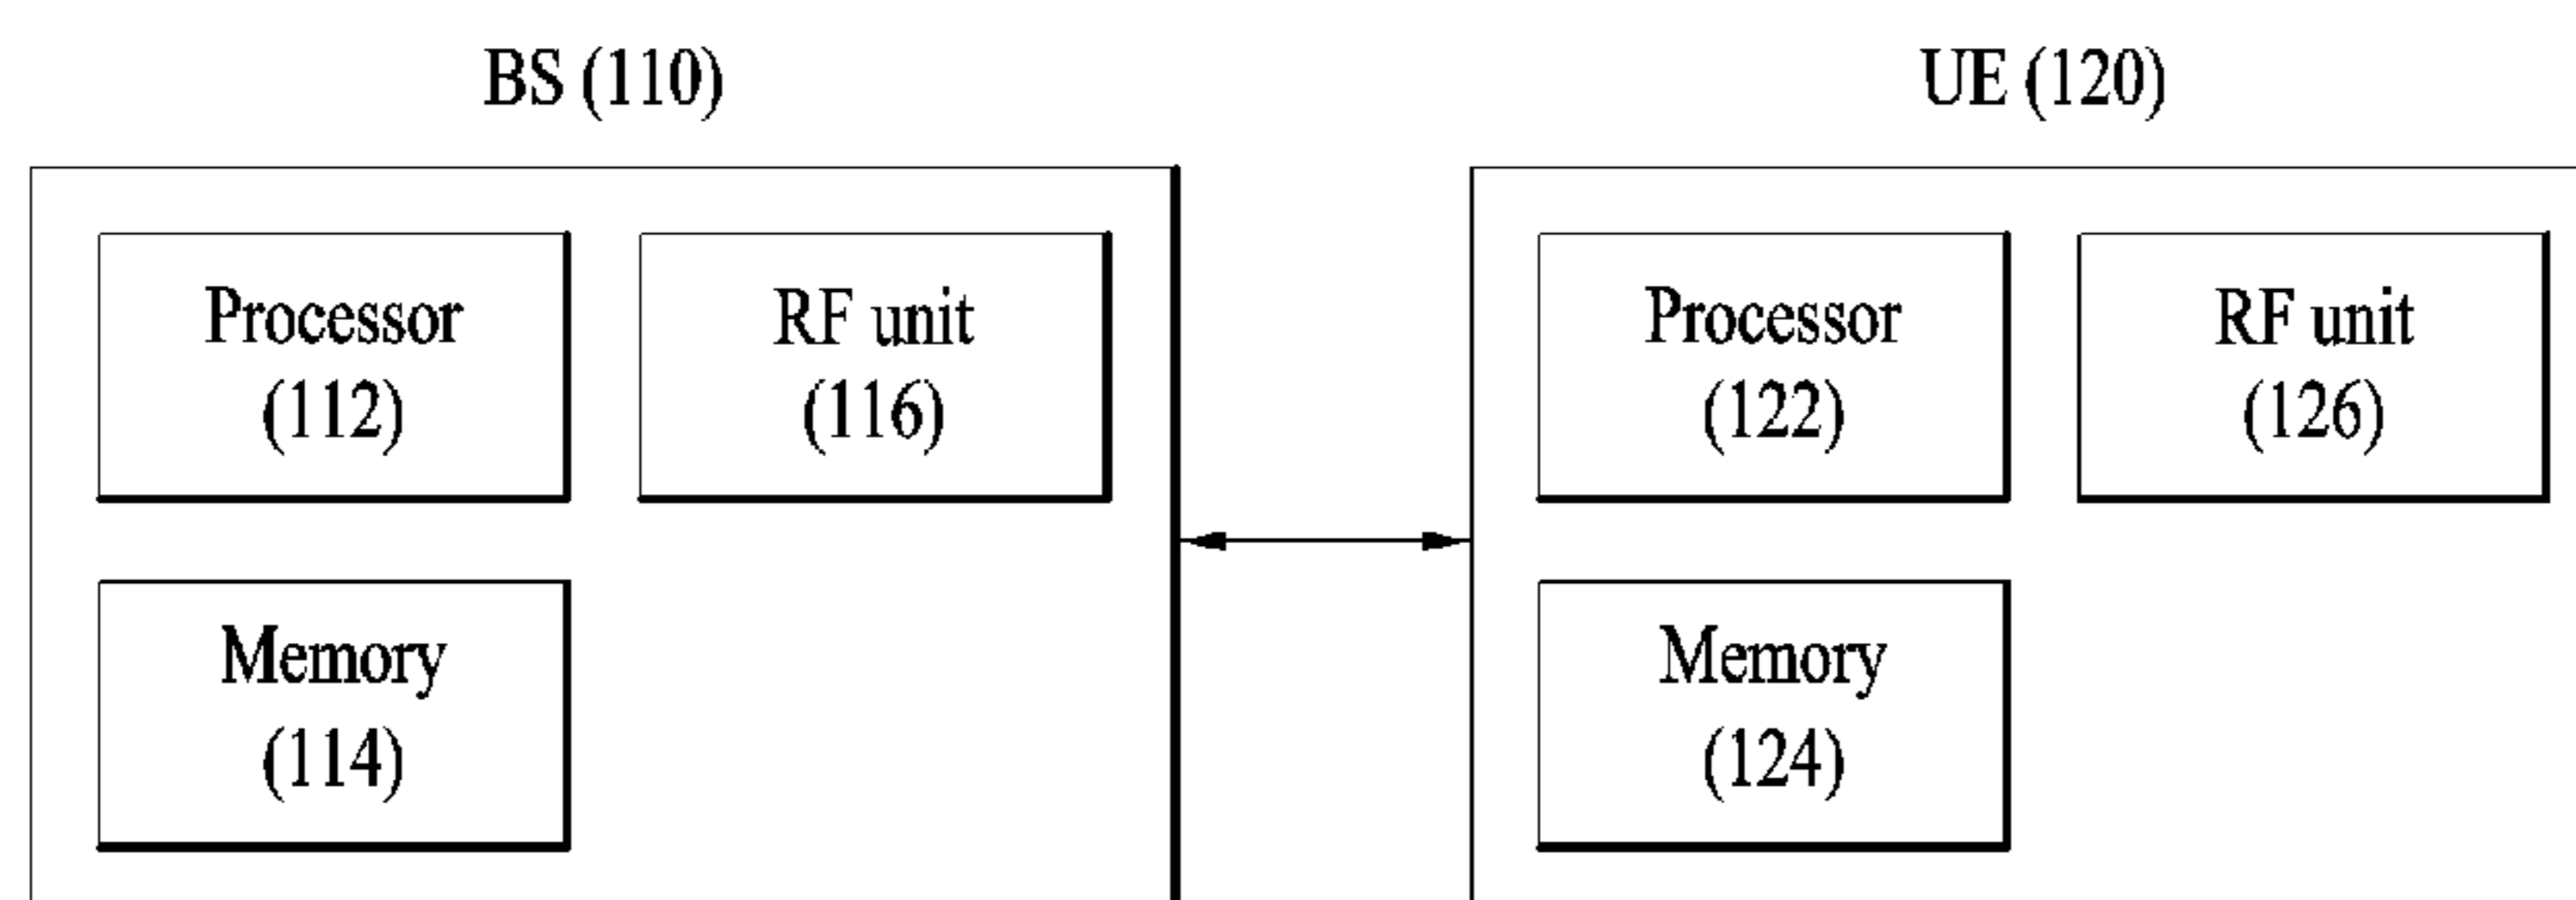 BS (110)
Processor
(112)
RF unit
(116)
Memory
(114)
UE (120)
Processor
(122)
RF unit
(126)
Memory
(124)